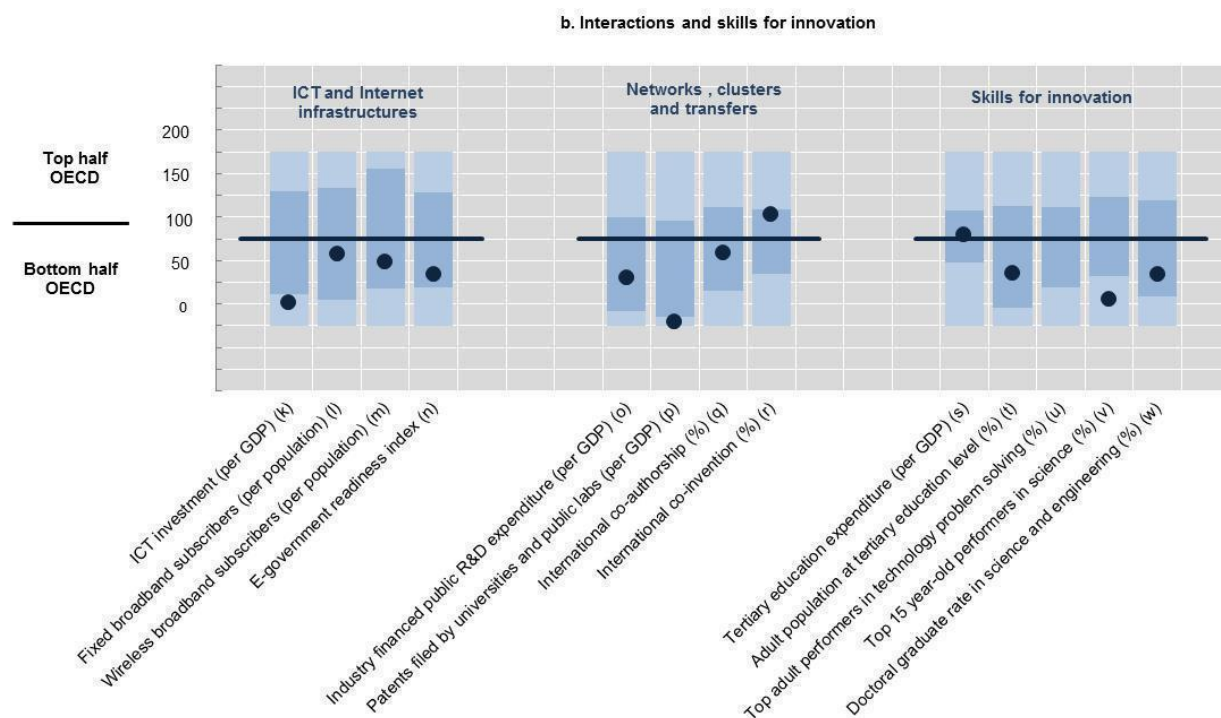 b. Interactions and skills for innovation
ICT and Internet
infrastructures
Networks , clusters
and transfers
Skills for innovation
200
Top half
OECD
150
100
Bottom half
OECD
50
0
ICT investment (per GDP) (k)
Fixed broadband subscribers (per population) (l)
Wireless broadband subscribers (per population) (m)
E-government readiness index (n)
Industry financed public R&D expenditure (per GDP) (o)
Patents filed by universities and public labs (per GDP) (p)
International co-authorship (%) (q)
International co-invention (%) (r)
Tertiary education expenditure (per GDP) (s)
Adult population at tertiary education level (%) (t)
Top adult performers in technology problem solving (%) (u)
Top 15 year-old performers in science (%) (v)
Doctoral graduate rate in science and engineering (%) (w)